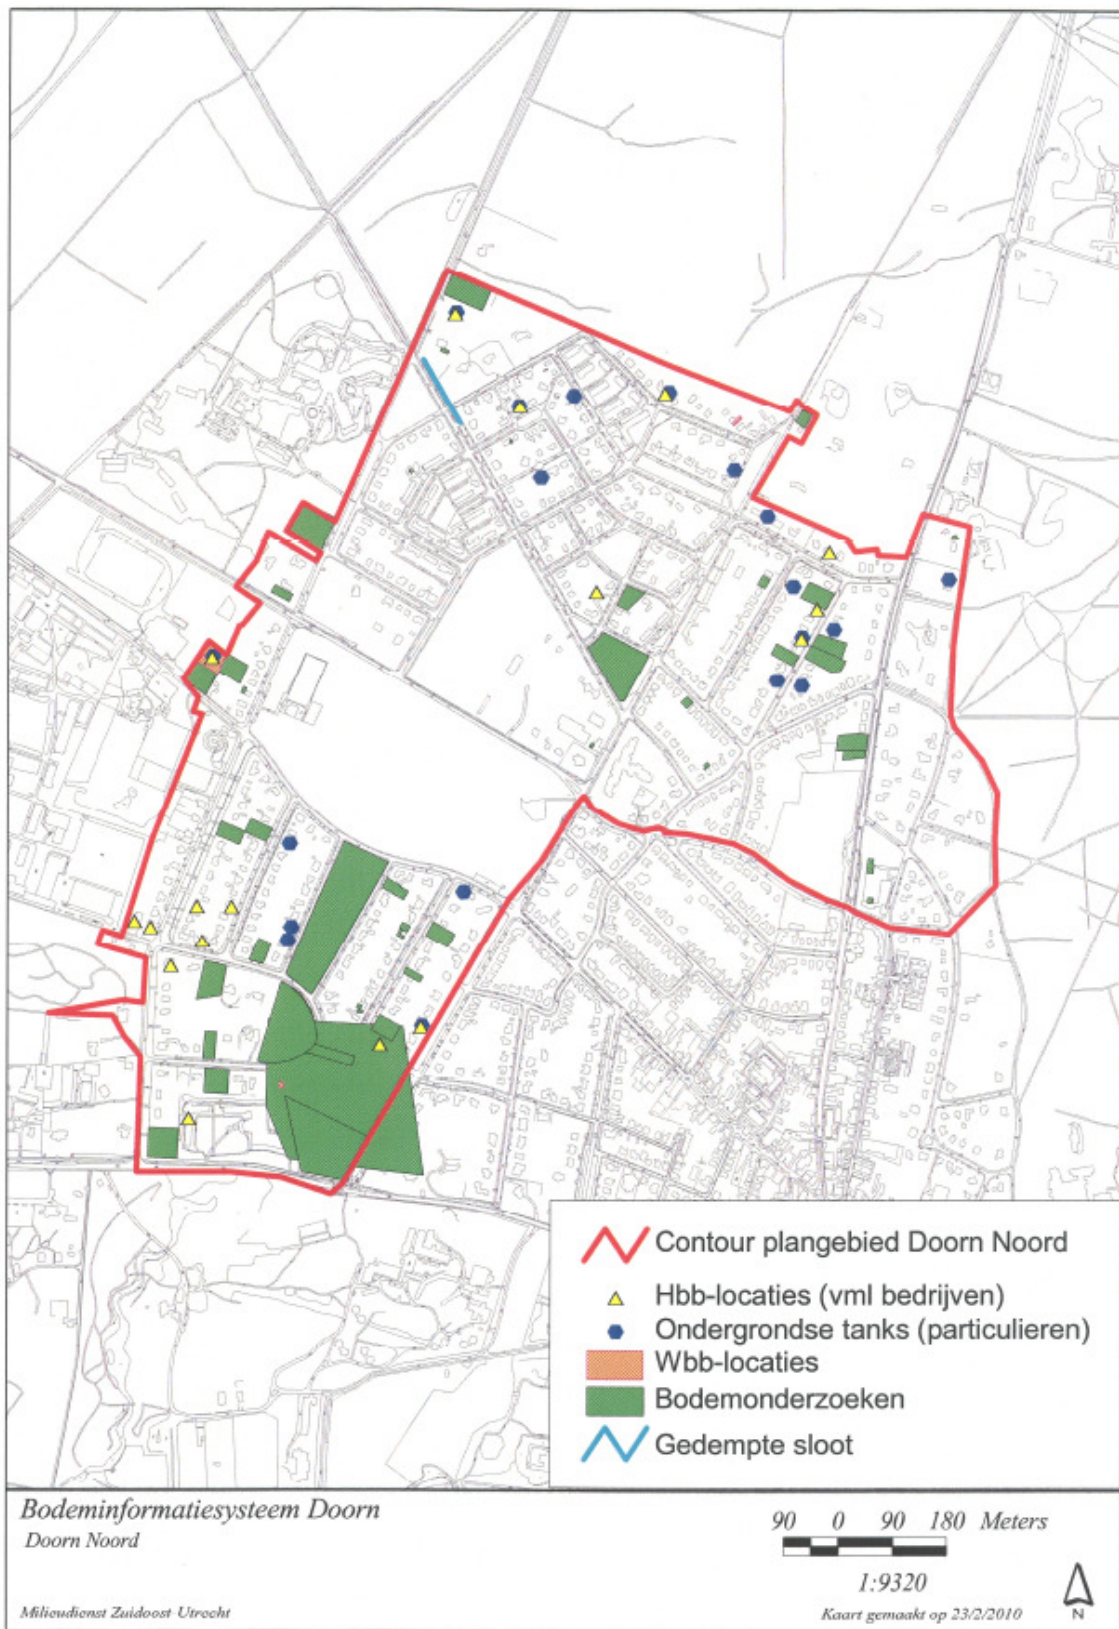 Contour plangebied Doorn Noord
Hbb-locaties (vml bedrijven)
Ondergrondse tanks (particulieren)
Wbb-locaties
Bodemonderzoeken
Gedempte sloot
Bodeminformatiesysteem Doorn
Doorn Noord
Milieudienst Zuidoost Utrecht
90 0 90 180 Meters
1:9320
Kaart gemaakt op 23/2/2010
N